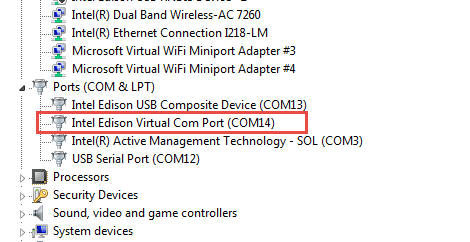 Intel(R) Dual Band Wireless-AC 7260
Intel(R) Ethernet Connection I218-LM
Microsoft Virtual WiFi Miniport Adapter #3
Microsoft Virtual WiFi Miniport Adapter #4
Ports (COM & LPT)
Intel Edison USB Composite Device (COM13)
Intel Edison Virtual Com Port (COM14)
Intel(R) Active Management Technology - SOL (COM3)
USB Serial Port (COM12)
Processors
Security Devices
Sound, video and game controllers
System devices